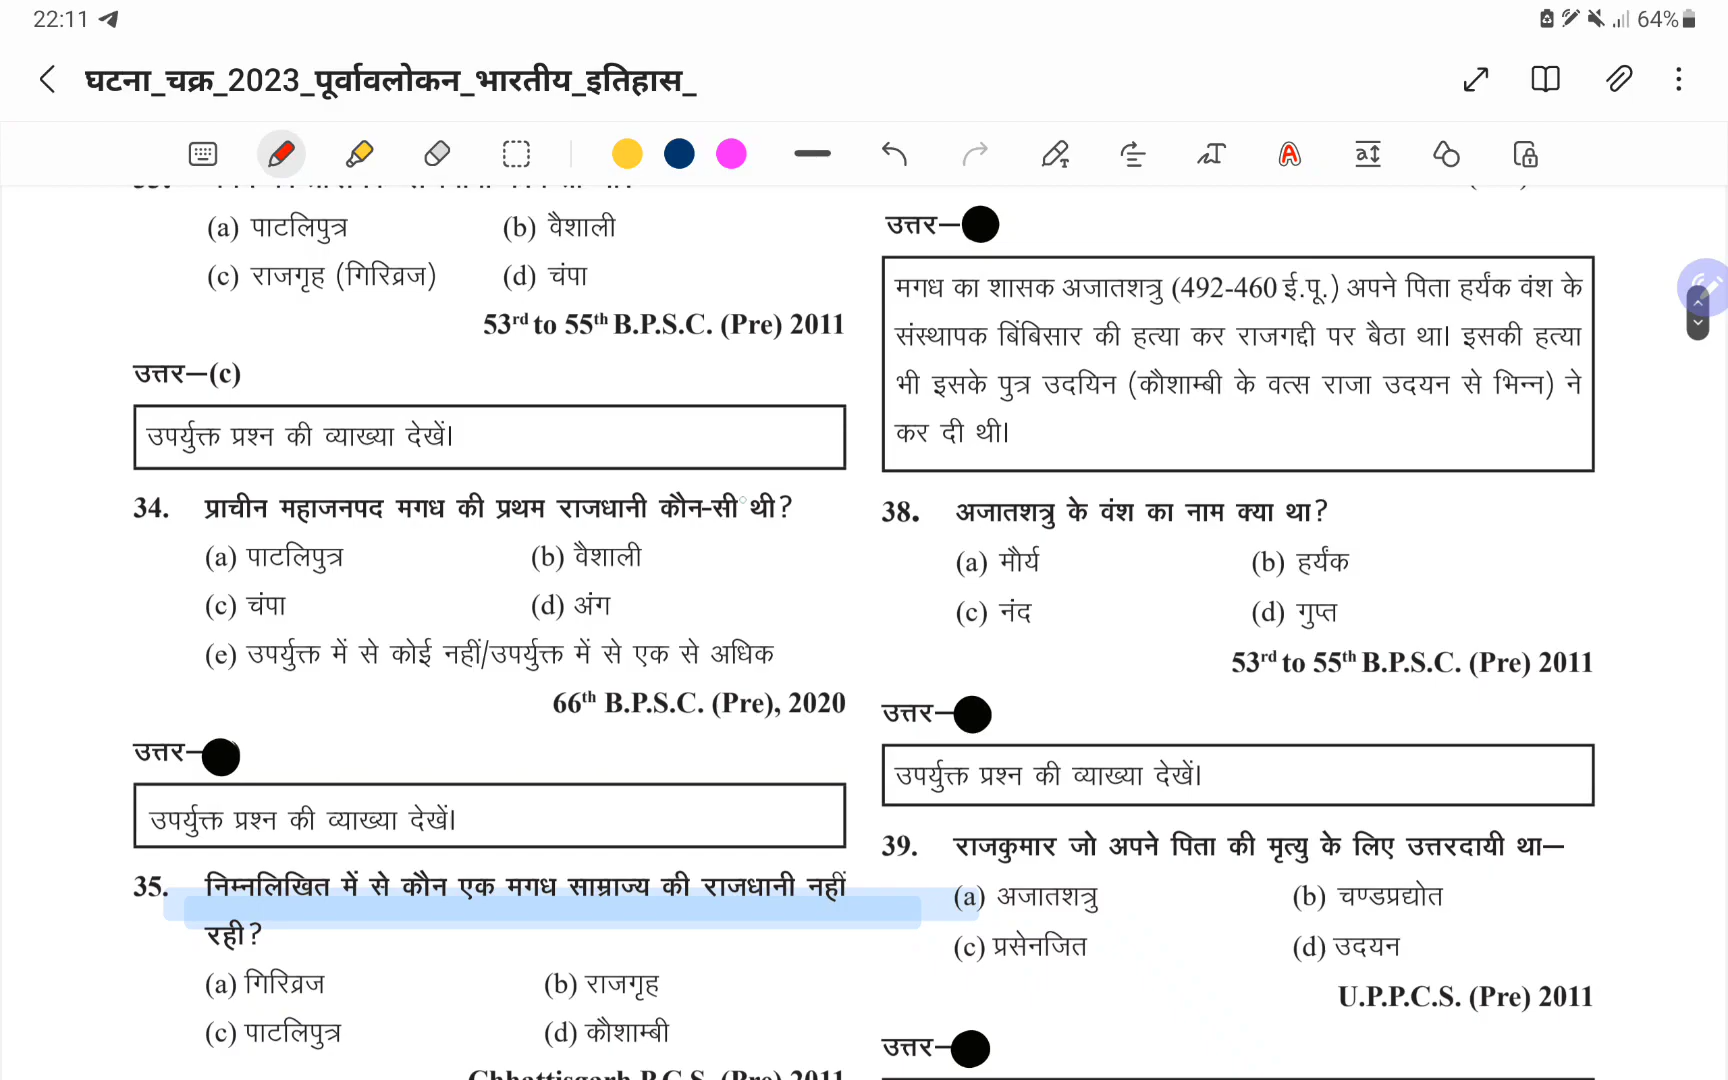 22:11
64%
घटना_चक्र_2023_पूर्वावलोकन_भारतीय_इतिहास_
(a) पाटलिपुत्र (b) वैशाली
(c) राजगृह (गिरिव्रज) (d) चंपा
53rd to 55th B.P.S.C. (Pre) 2011
उत्तर–(c)
उपर्युक्त प्रश्न की व्याख्या देखें।
34. प्राचीन महाजनपद मगध की प्रथम राजधानी कौन-सी थी?
(a) पाटलिपुत्र (b) वैशाली
(c) चंपा (d) अंग
(e) उपर्युक्त में से कोई नहीं/उपर्युक्त में से एक से अधिक
66th B.P.S.C. (Pre), 2020
उत्तर–
उपर्युक्त प्रश्न की व्याख्या देखें।
35. निम्नलिखित में से कौन एक मगध साम्राज्य की राजधानी नहीं
रही?
(a) गिरिव्रज (b) राजगृह
(c) पाटलिपुत्र (d) कौशाम्बी
Chhattisgarh P.C.S. (Pre) 2011
उत्तर–
मगध का शासक अजातशत्रु (492-460 ई.पू.) अपने पिता हर्यंक वंश के
संस्थापक बिंबिसार की हत्या कर राजगद्दी पर बैठा था। इसकी हत्या
भी इसके पुत्र उदयिन (कौशाम्बी के वत्स राजा उदयन से भिन्न) ने
कर दी थी।
38. अजातशत्रु के वंश का नाम क्या था?
(a) मौर्य (b) हर्यंक
(c) नंद (d) गुप्त
53rd to 55th B.P.S.C. (Pre) 2011
उत्तर–
उपर्युक्त प्रश्न की व्याख्या देखें।
39. राजकुमार जो अपने पिता की मृत्यु के लिए उत्तरदायी था–
(a) अजातशत्रु (b) चण्डप्रद्योत
(c) प्रसेनजित (d) उदयन
U.P.P.C.S. (Pre) 2011
उत्तर–